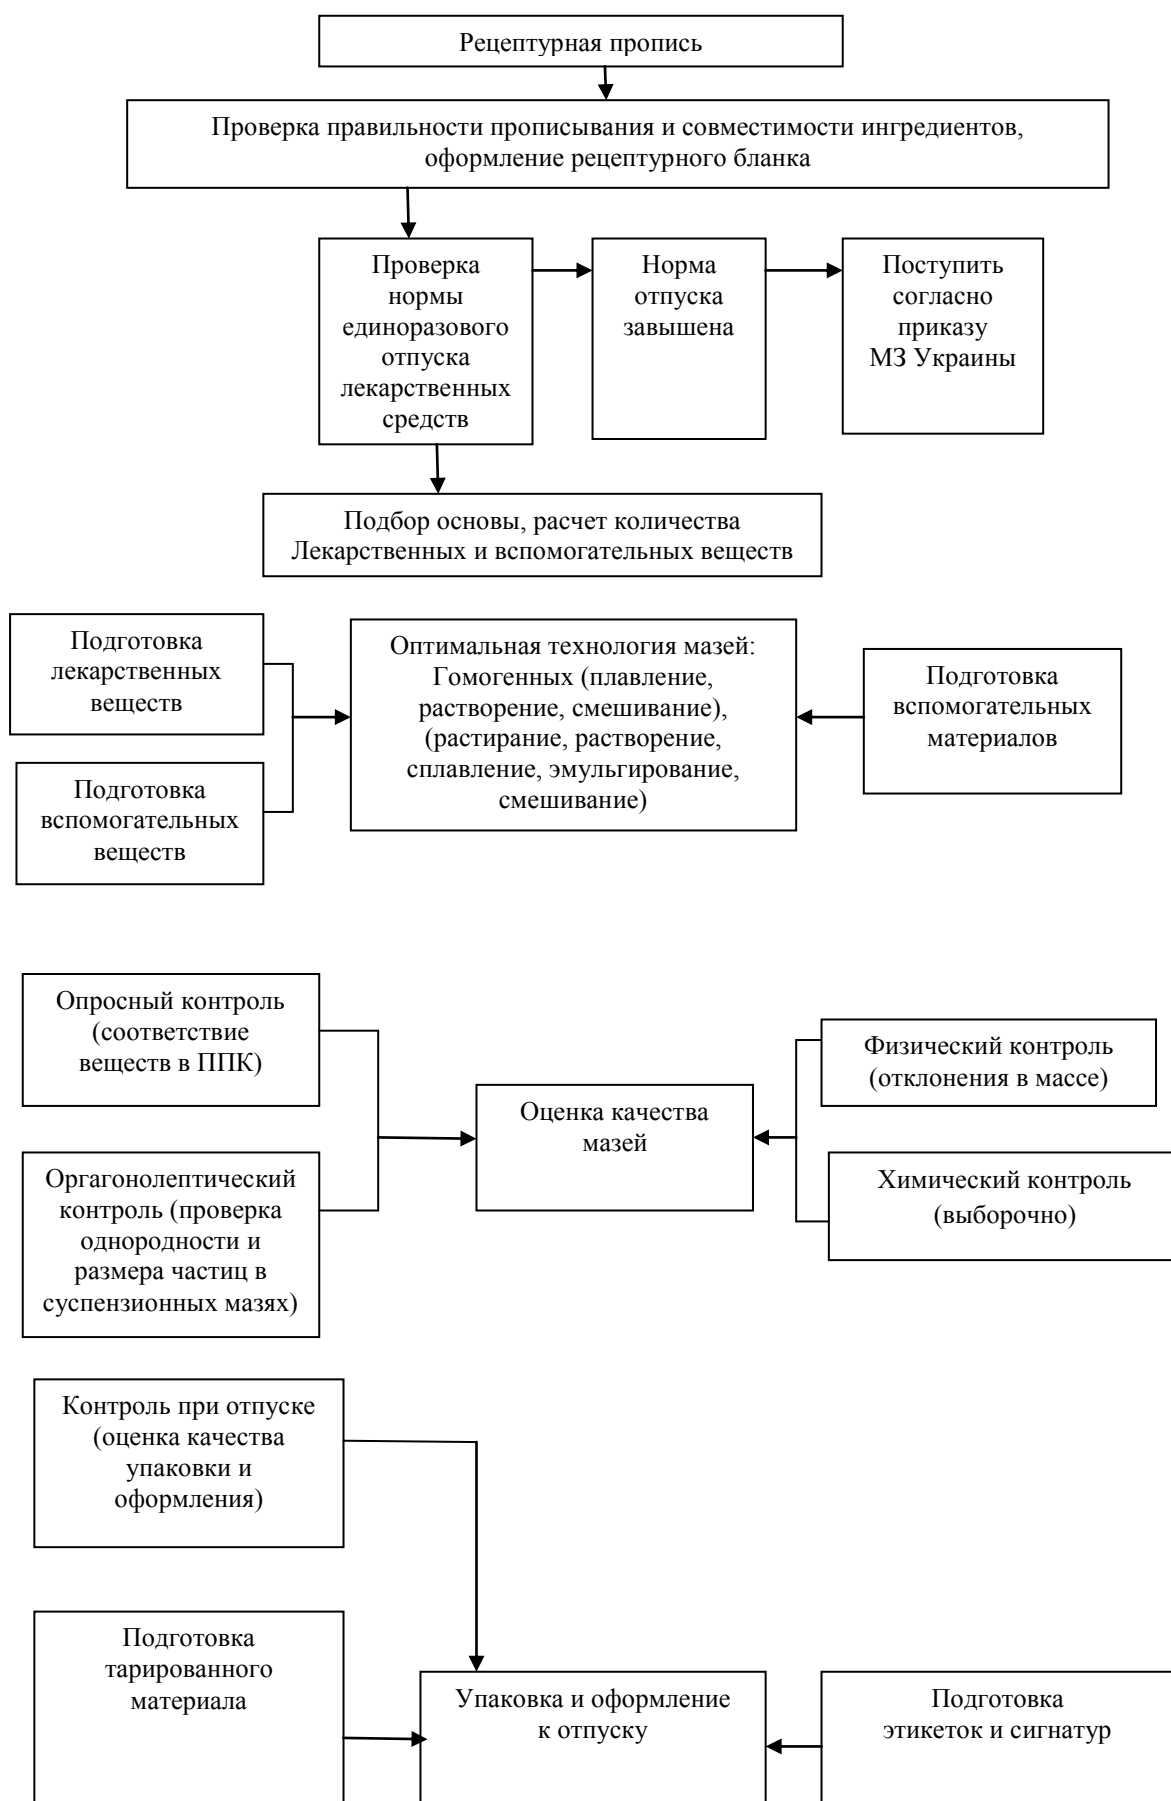 Рецептурная пропись
Проверка правильности прописывания и совместимости ингредиентов,
оформление рецептурного бланка
Проверка
нормы
единоразового
отпуска
лекарственных
средств
Норма
отпуска
завышена
Поступить
согласно
приказу
МЗ Украины
Подбор основы, расчет количества
Лекарственных и вспомогательных веществ
Подготовка
лекарственных
веществ
Подготовка
вспомогательных
веществ
Оптимальная технология мазей:
Гомогенных (плавление,
растворение, смешивание),
(растирание, растворение,
сплавление, эмульгирование,
смешивание)
Подготовка
вспомогательных
материалов
Опросный контроль
(соответствие
веществ в ППК)
Оргагонолептический
контроль (проверка
однородности и
размера частиц в
суспензионных мазях)
Оценка качества
мазей
Физический контроль
(отклонения в массе)
Химический контроль
(выборочно)
Контроль при отпуске
(оценка качества
упаковки и
оформления)
Подготовка
тарированного
материала
Упаковка и оформление
к отпуску
Подготовка
этикеток и сигнатур